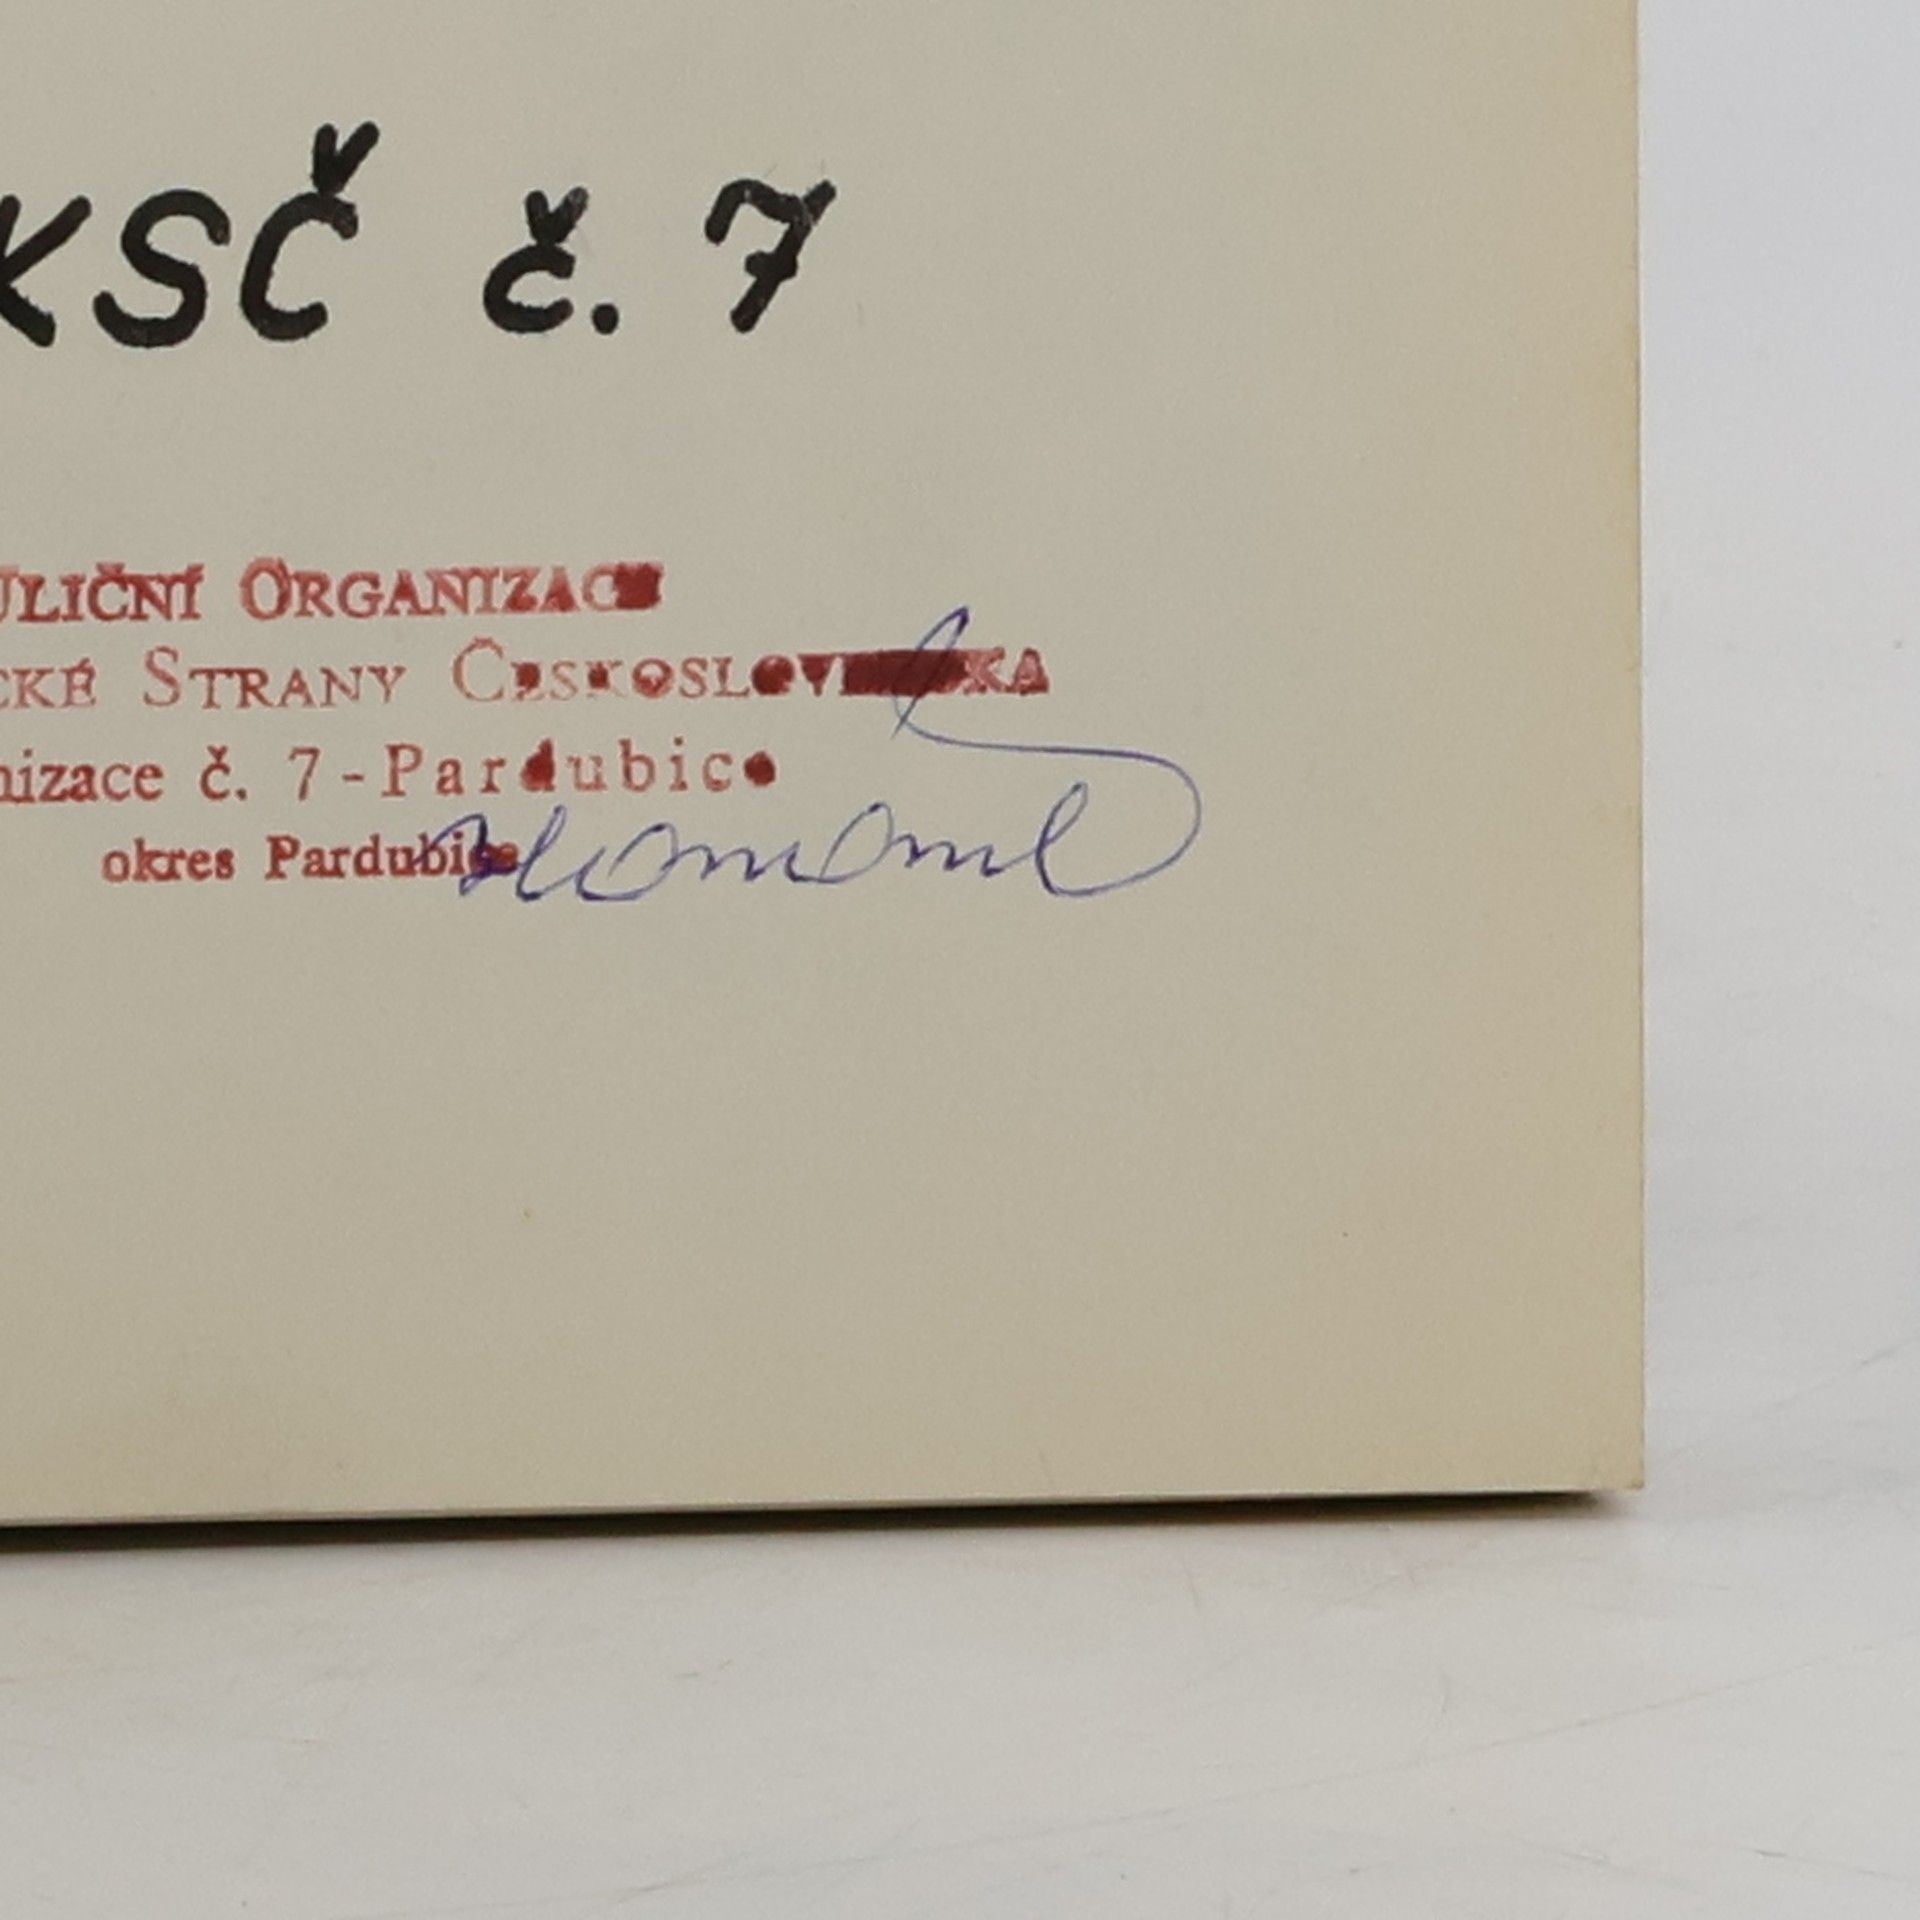 KSČ č. 7
ULIČNÍ ORGANIZACE
CKÉ STRANY ČESKOSLOVENSKA
nizace č. 7 - Pardubice
okres Pardubice